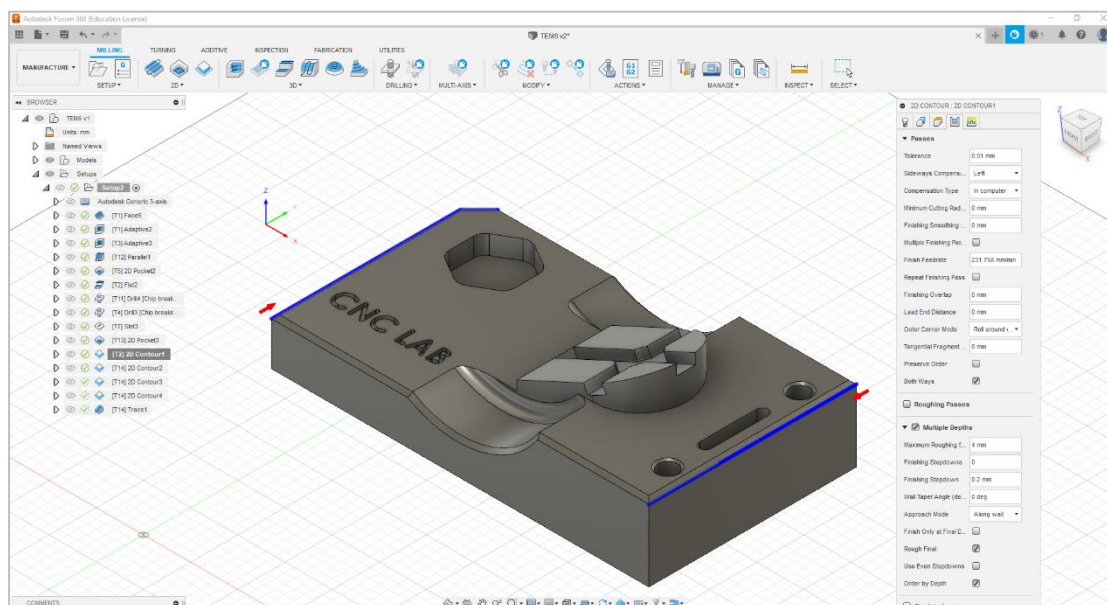 Autodesk Fusion 360 (Education License)
TEM6 v2*
1
MILLING TURNING ADDITIVE INSPECTION FABRICATION UTILITIES
MANUFACTURE
G1
G2
G
SETUP 2D 3D DRILLING MULTI-AXIS MODIFY ACTIONS MANAGE INSPECT SELECT
BROWSER
TEM6 v1
Units: mm
Named Views
Models
Setups
Setup2
Autodesk Generic 3-axis
[T1] Face5
[T1] Adaptive2
[T3] Adaptive3
[T12] Parallel1
[T5] 2D Pocket2
[T2] Flat2
[T11] Drill4 [Chip break...
[T4] Drill3 [Chip break...
[T7] Slot3
[T13] 2D Pocket3
[T2] 2D Contour1
[T14] 2D Contour2
[T14] 2D Contour3
[T14] 2D Contour4
[T14] Trace1
COMMENTS
Z
Y
X
CNC LAB
2D CONTOUR : 2D CONTOUR1
Passes
Tolerance 0.01 mm
Sideways Compensa... Left
Compensation Type In computer
Minimum Cutting Rad... 0 mm
Finishing Smoothing ... 0 mm
Multiple Finishing Pas...
Finish Feedrate 231.758 mm/min
Repeat Finishing Pass
Finishing Overlap 0 mm
Lead End Distance 0 mm
Outer Corner Mode Roll around c...
Tangential Fragment ... 0 mm
Preserve Order
Both Ways
Roughing Passes
Multiple Depths
Maximum Roughing S... 4 mm
Finishing Stepdowns 0
Finishing Stepdown 0.2 mm
Wall Taper Angle (de... 0 deg
Approach Mode Along wall
Finish Only at Final D...
Rough Final
Use Even Stepdowns
Order by Depth
Z
TOP
FRONT
RIGHT
X